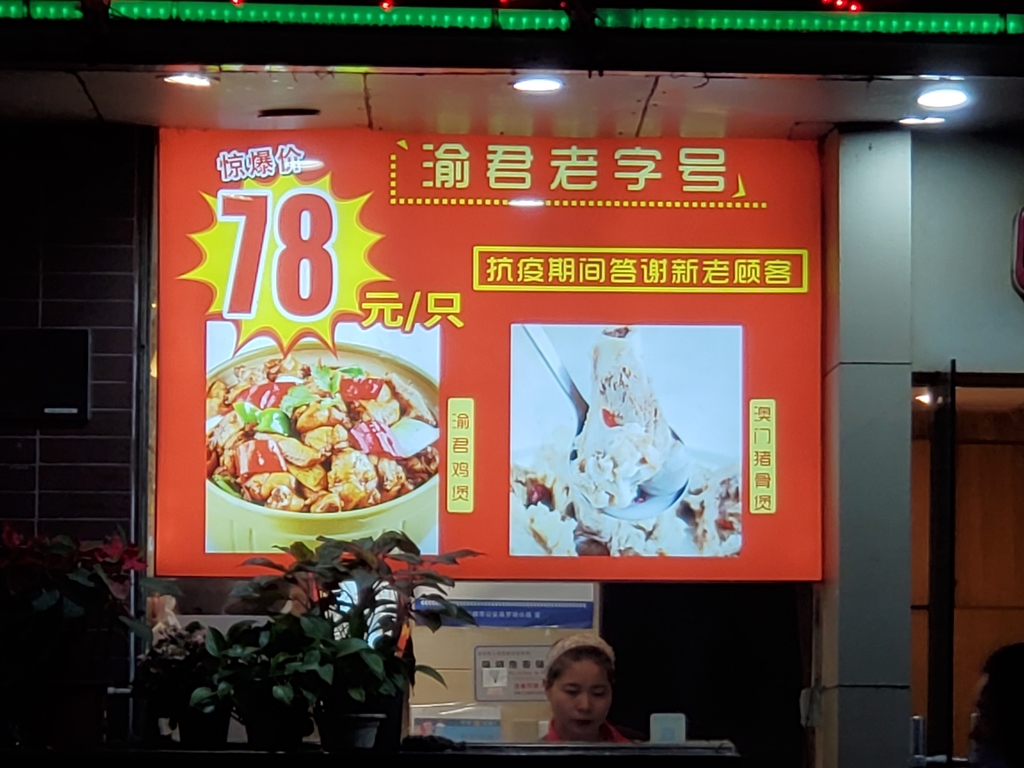 惊爆价
渝君老字号
78
元/只
抗疫期间答谢新老顾客
渝君鸡煲
澳门猪骨煲